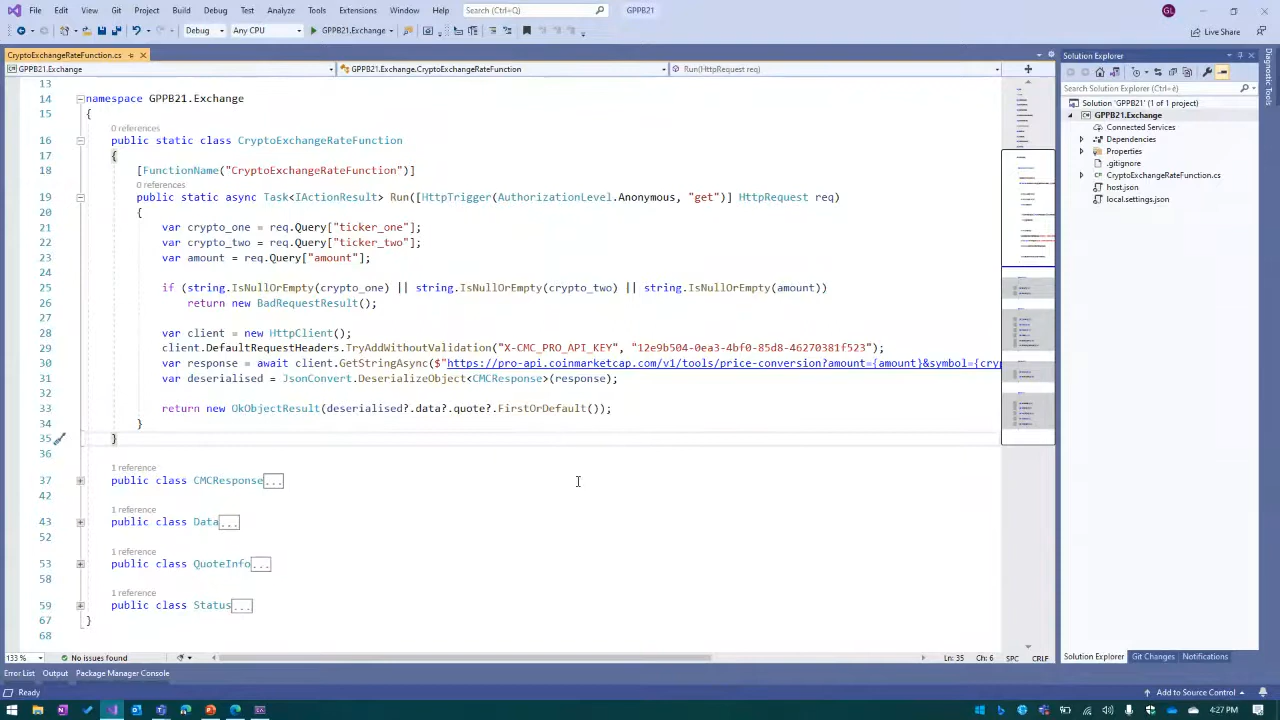 File Edit View Git Project Build Debug Test Analyze Tools Extensions Window Help Search (Ctrl+Q) GPPB21 GL
Debug Any CPU GPPB21.Exchange Live Share
CryptoExchangeRateFunction.cs Solution Explorer
GPPB21.Exchange GPPB21.Exchange.CryptoExchangeRateFunction Run(HttpRequest req)
Search Solution Explorer (Ctrl+è)
Solution 'GPPB21' (1 of 1 project)
GPPB21.Exchange
Connected Services
Dependencies
Properties
.gitignore
CryptoExchangeRateFunction.cs
host.json
local.settings.json
Diagnostic Tools
13
14 namespace GPPB21.Exchange
15 {
0 references
16 public static class CryptoExchangeRateFunction
17 {
18 [FunctionName("CryptoExchangeRateFunction")]
0 references
19 public static async Task<IActionResult> Run([HttpTrigger(AuthorizationLevel.Anonymous, "get")] HttpRequest req)
20 {
21 var crypto_one = req.Query["ticker_one"];
22 var crypto_two = req.Query["ticker_two"];
23 var amount = req.Query["amount"];
24
25 if (string.IsNullOrEmpty(crypto_one) || string.IsNullOrEmpty(crypto_two) || string.IsNullOrEmpty(amount))
26 return new BadRequestResult();
27
28 var client = new HttpClient();
29 client.DefaultRequestHeaders.TryAddWithoutValidation("X-CMC_PRO_API_KEY",
30 var response = await "https://pro-api.coinmarketcap.com/v1/tools/price-conversion?amount={amount}&symbol={cry
31 var deserialised = JsonConvert.DeserializeObject<CMCResponse>(response);
32
33 return new OkObjectResult(deserialised?.data?.quote?.FirstOrDefault());
34 }
35 }
36
1 reference
37 public class CMCResponse...
42
1 reference
43 public class Data...
52
1 reference
53 public class QuoteInfo...
58
1 reference
59 public class Status...
67 }
68
133 % No issues found Ln: 35 Ch: 6 SPC CRLF
Solution Explorer Git Changes Notifications
Error List Output Package Manager Console
Ready Add to Source Control
4:27 PM